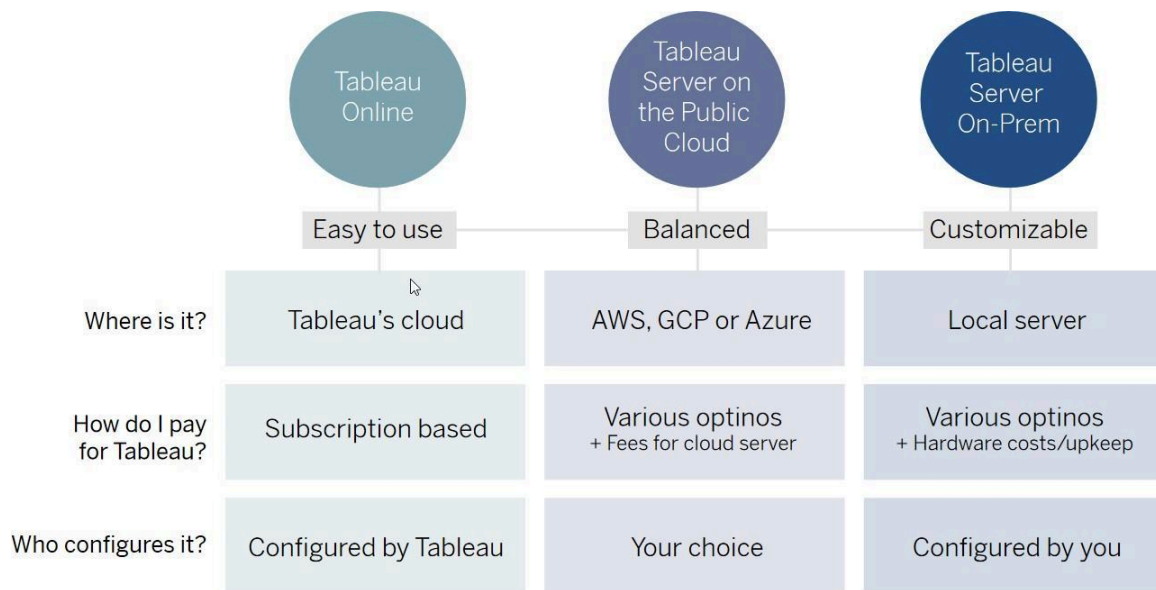 Tableau
Online
Tableau
Server on
the Public
Cloud
Tableau
Server
On-Prem
Easy to use
Balanced
Customizable
Where is it?
Tableau's cloud
AWS, GCP or Azure
Local server
How do I pay
for Tableau?
Subscription based
Various optinos
+ Fees for cloud server
Various optinos
+ Hardware costs/upkeep
Who configures it?
Configured by Tableau
Your choice
Configured by you